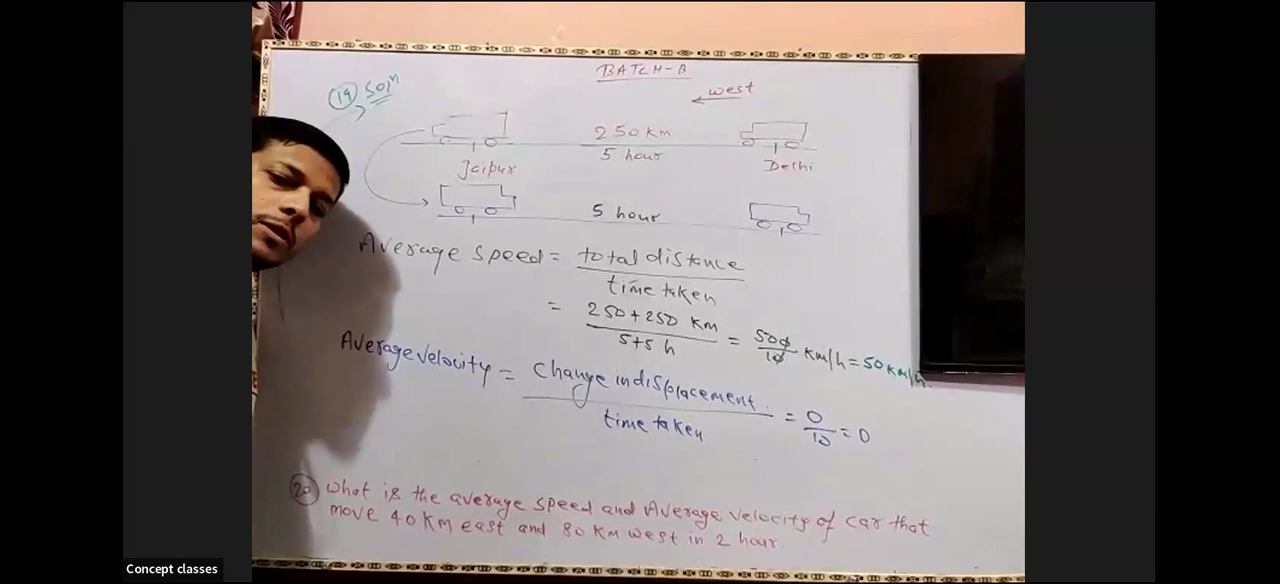 BATCH-B
19 Solⁿ
west
250 Km
5 hour
Jaipur
Delhi
5 hour
Average speed = total distance / time taken
= 250+250 Km / 5+5 h = 500/10 Km/h = 50 Km/h.
Average velocity = change in displacement / time taken = 0/10 = 0
20 What is the average speed and Average velocity of car that
move 40 Km east and 80 Km west in 2 hour
Concept classes